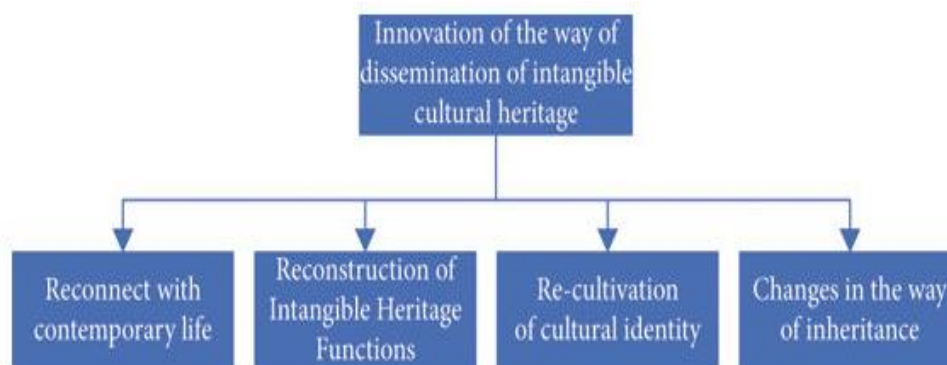 Innovation of the way of
dissemination of intangible
cultural heritage
Reconnect with
contemporary life
Reconstruction of
Intangible Heritage
Functions
Re-cultivation
of cultural identity
Changes in the way
of inheritance